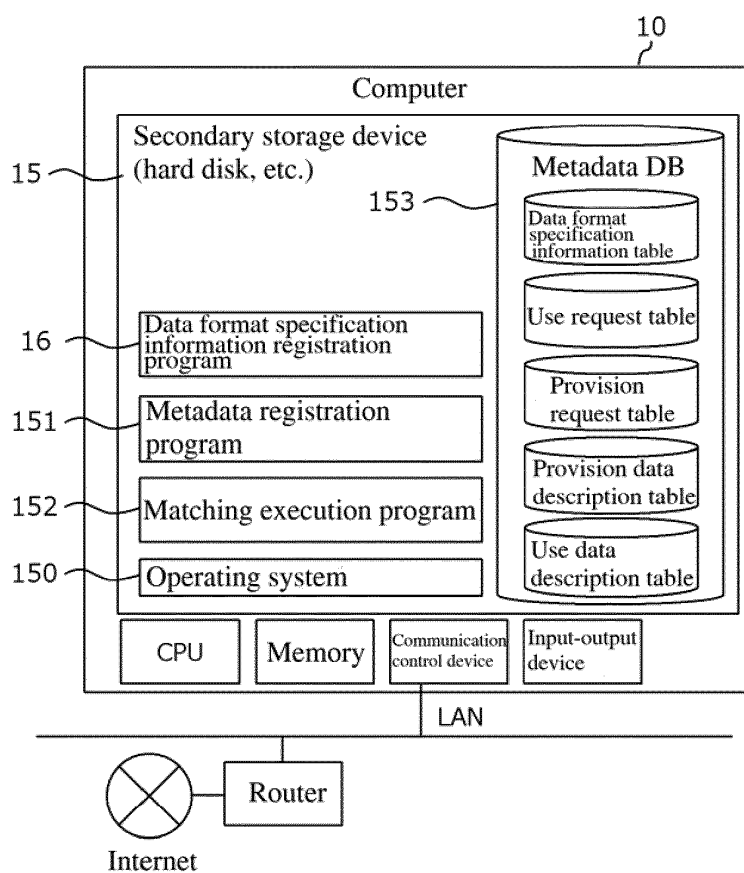 10
Computer
Secondary storage device
(hard disk, etc.)
15
Metadada DB
153
Data format
specification
information table
Use request table
Provision
request table
Provision data
description table
Use data
description table
16
Data format specification
information registration
program
151
Metadata registration
program
152
Matching execution program
150
Operating system
CPU
Memory
Communication
control device
Input-output
device
LAN
Router
Internet